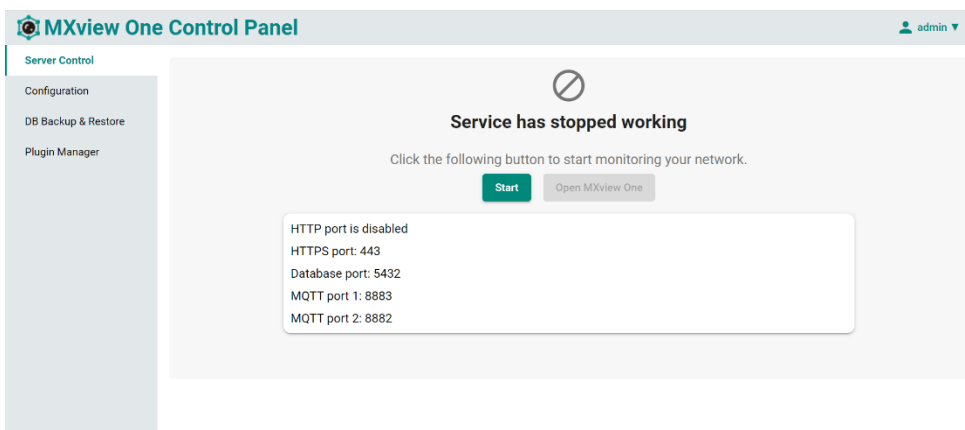 MXview One Control Panel
admin
Server Control
Configuration
DB Backup & Restore
Plugin Manager
Service has stopped working
Click the following button to start monitoring your network.
Start
Open MXview One
HTTP port is disabled
HTTPS port: 443
Database port: 5432
MQTT port 1: 8883
MQTT port 2: 8882